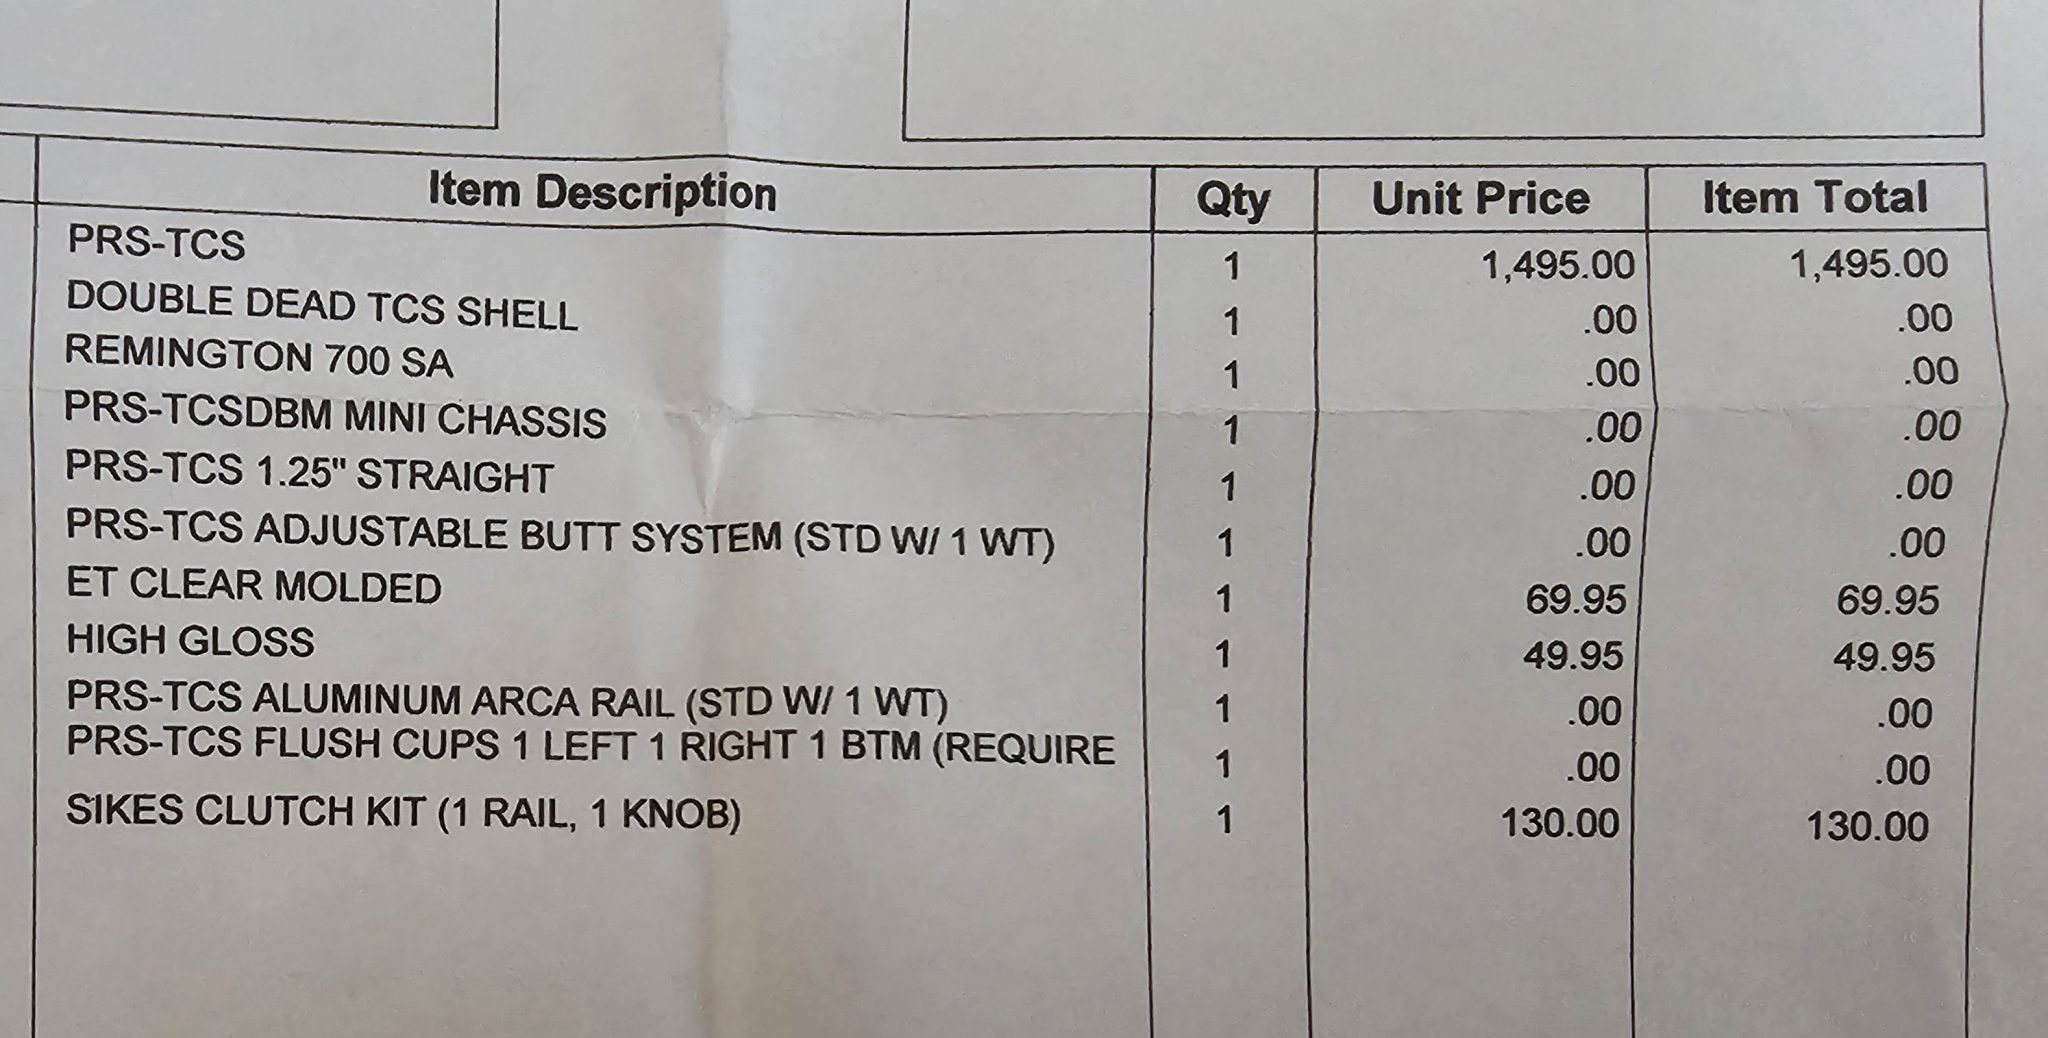 Item Description Qty Unit Price Item Total
PRS-TCS 1 1,495.00 1,495.00
DOUBLE DEAD TCS SHELL 1 .00 .00
REMINGTON 700 SA 1 .00 .00
PRS-TCSDBM MINI CHASSIS 1 .00 .00
PRS-TCS 1.25" STRAIGHT 1 .00 .00
PRS-TCS ADJUSTABLE BUTT SYSTEM (STD W/ 1 WT) 1 .00 .00
ET CLEAR MOLDED 1 69.95 69.95
HIGH GLOSS 1 49.95 49.95
PRS-TCS ALUMINUM ARCA RAIL (STD W/ 1 WT) 1 .00 .00
PRS-TCS FLUSH CUPS 1 LEFT 1 RIGHT 1 BTM (REQUIRE 1 .00 .00
SIKES CLUTCH KIT (1 RAIL, 1 KNOB) 1 130.00 130.00